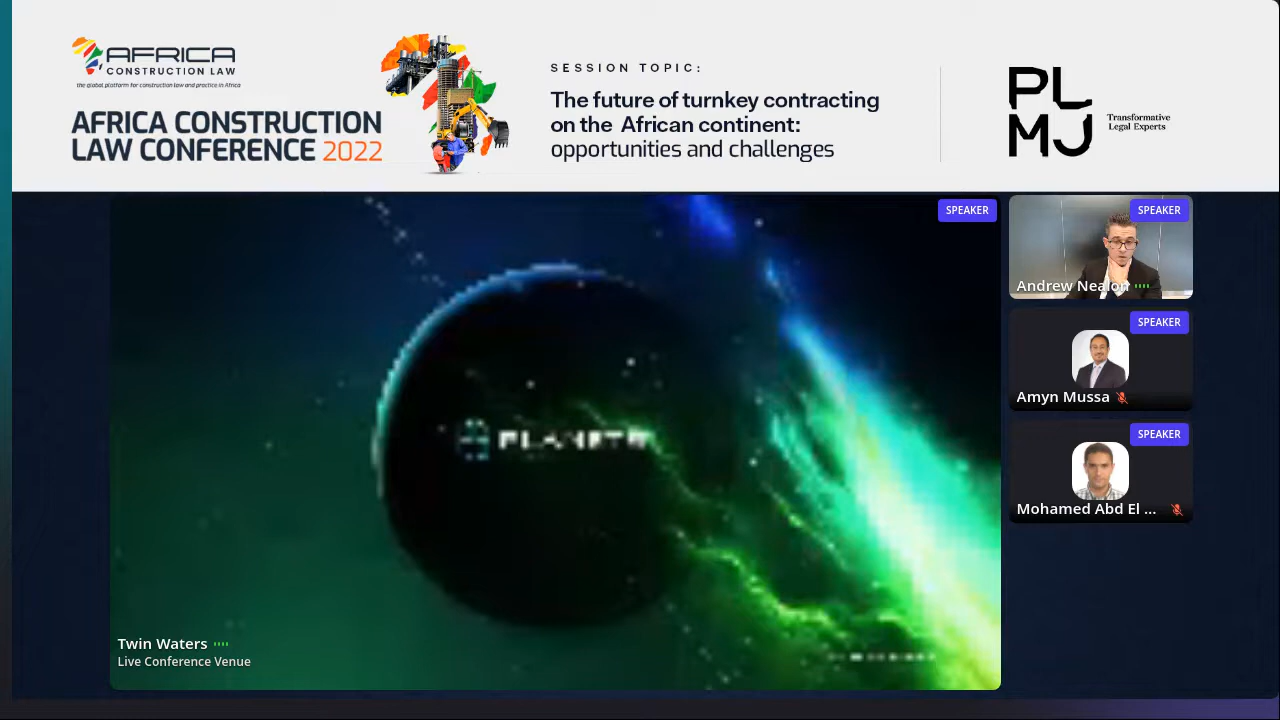 AFRICA
CONSTRUCTION LAW
The global platform for construction law and practice in Africa
AFRICA CONSTRUCTION
LAW CONFERENCE 2022
SESSION TOPIC:
The future of turnkey contracting
on the African continent:
opportunities and challenges
PL
MJ
Transformative
Legal Experts
SPEAKER
Twin Waters
Live Conference Venue
SPEAKER
Andrew Nealon
SPEAKER
Amyn Mussa
SPEAKER
Mohamed Abd El ...